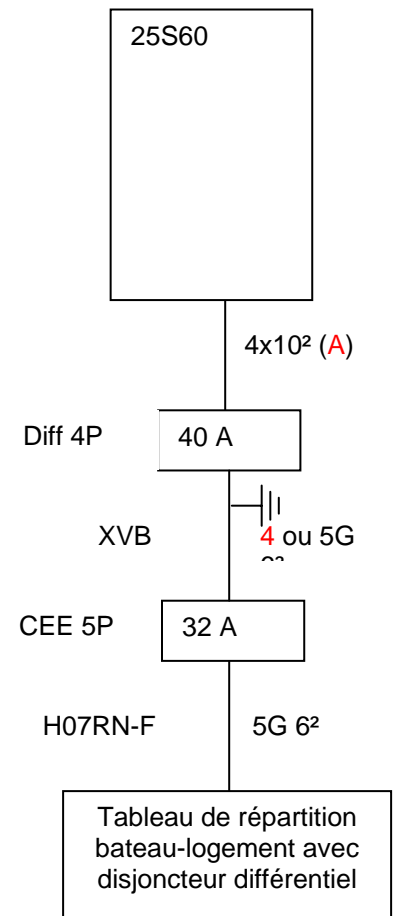 25S60
4x10² (A)
Diff 4P
40 A
XVB
4 ou 5G
CEE 5P
32 A
H07RN-F
5G 6²
Tableau de répartition
bateau-logement avec
disjoncteur différentiel